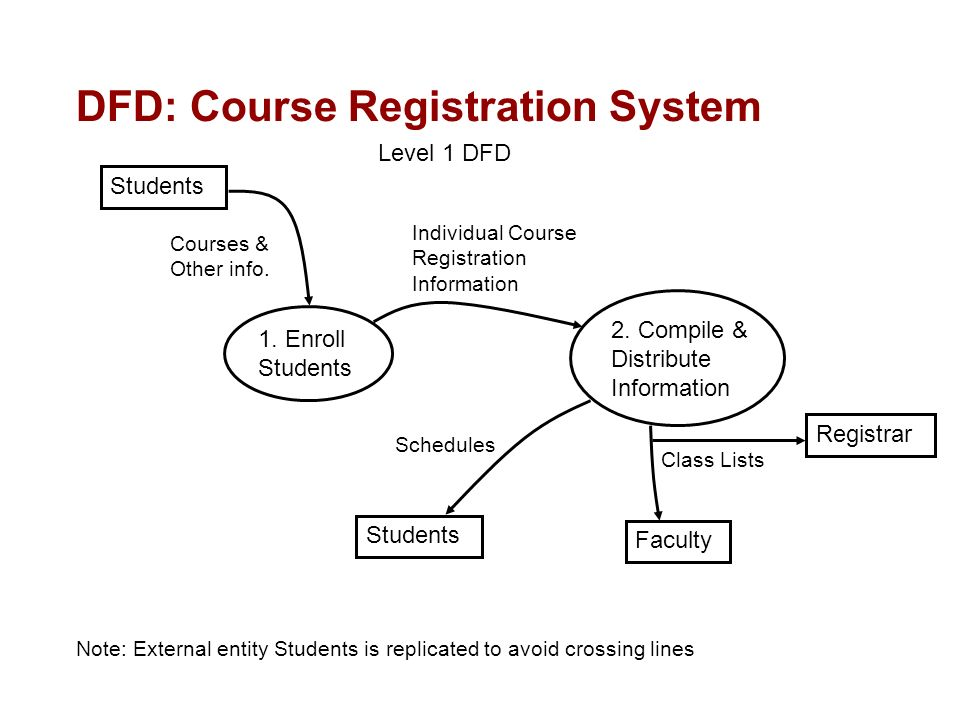 DFD: Course Registration System
Level 1 DFD
Students
Courses &
Other info.
Individual Course
Registration
Information
1. Enroll
Students
2. Compile &
Distribute
Information
Registrar
Schedules
Class Lists
Students
Faculty
Note: External entity Students is replicated to avoid crossing lines